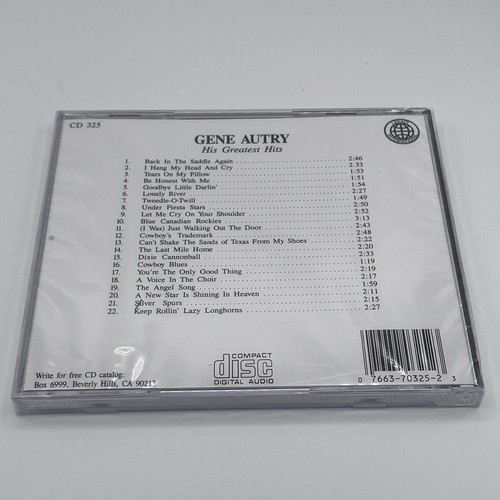 CD 325
GENE AUTRY
His Greatest Hits
1. Back In The Saddle Again 2:46
2. I Hang My Head And Cry 2:33
3. Tears On My Pillow 1:53
4. Be Honest With Me 1:51
5. Goodbye Little Darlin' 1:54
6. Lonely River 2:27
7. Tweedle-O-Twill 1:49
8. Under Fiesta Stars 2:50
9. Let Me Cry On Your Shoulder 2:52
10. Blue Canadian Rockies 3:13
11. (I Was) Just Walking Out The Door 2:43
12. Cowboy's Trademark 2:48
13. Can't Shake The Sands of Texas From My Shoes 2:22
14. The Last Mile Home 2:20
15. Dixie Cannonball 2:33
16. Cowboy Blues 1:19
17. You're The Only Good Thing 1:19
18. A Voice In The Choir 1:17
19. The Angel Song 1:59
20. A New Star Is Shining In Heaven 2:11
21. Silver Spurs 2:15
22. Keep Rollin' Lazy Longhorns 2:27
Write for free CD catalog:
Box 6999, Beverly Hills, CA 90212
COMPACT
disc
DIGITAL AUDIO
0 7663-70325-2 3